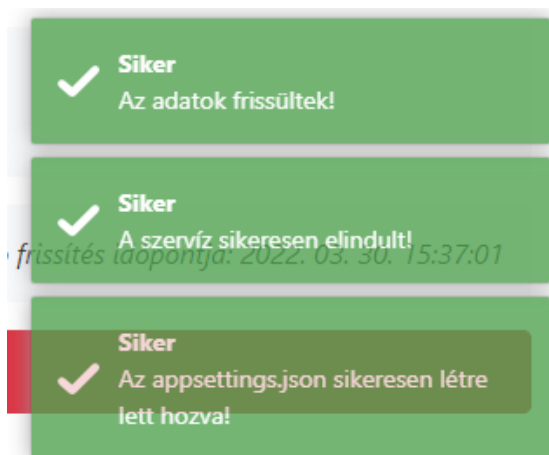 Siker
Az adatok frissültek!
Siker
A szervíz sikeresen elindult!
frissítés időpontja: 2022. 03. 30. 15:37:01
Siker
Az appsettings.json sikeresen létre
lett hozva!